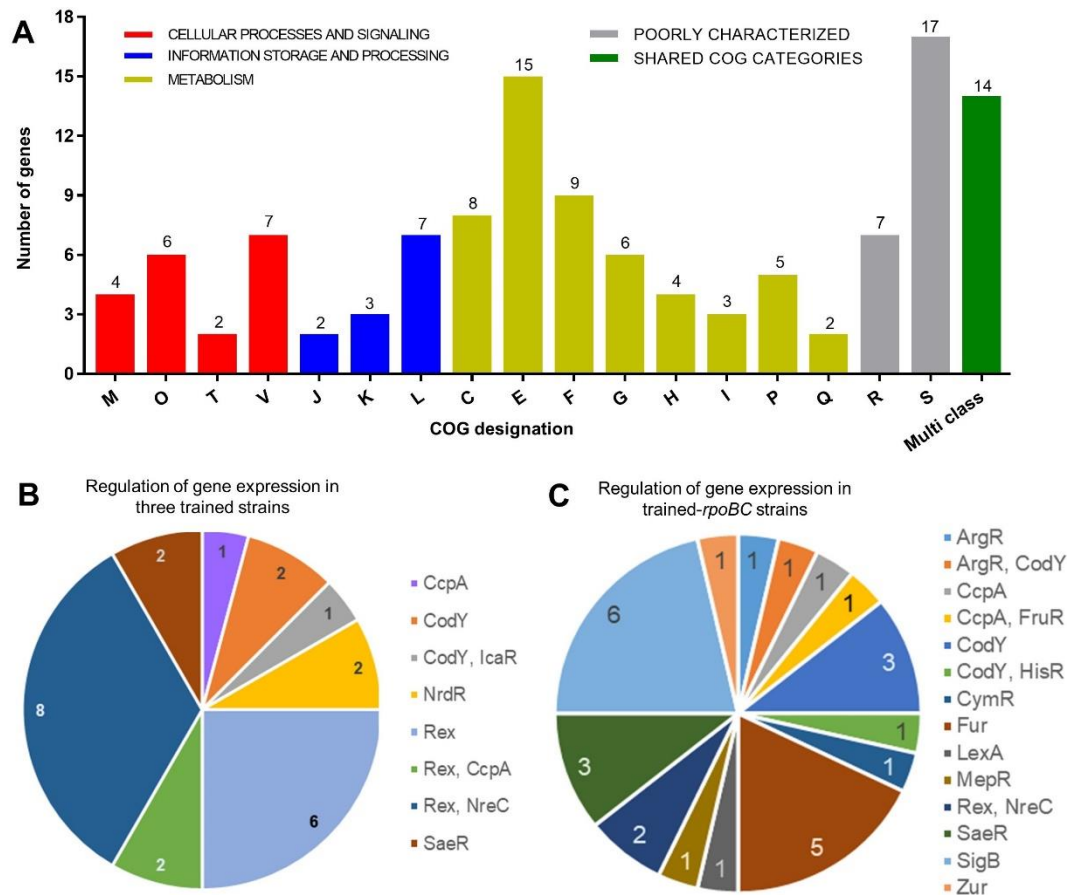 A
CELLULAR PROCESSES AND SIGNALING
INFORMATION STORAGE AND PROCESSING
METABOLISM
POORLY CHARACTERIZED
SHARED COG CATEGORIES
Number of genes
18
15
12
9
6
3
0
4
6
2
7
2
3
7
8
15
9
6
4
3
5
2
7
17
14
M
O
T
V
J
K
L
C
E
F
G
H
I
P
Q
R
S
Multi class
COG designation
B
Regulation of gene expression in
three trained strains
1
2
1
2
6
2
8
2
CcpA
CodY
CodY, IcaR
NrdR
Rex
Rex, CcpA
Rex, NreC
SaeR
C
Regulation of gene expression in
trained-rpoBC strains
1
1
1
1
3
1
1
5
1
1
2
3
6
1
ArgR
ArgR, CodY
CcpA
CcpA, FruR
CodY
CodY, HisR
CymR
Fur
LexA
MepR
Rex, NreC
SaeR
SigB
Zur